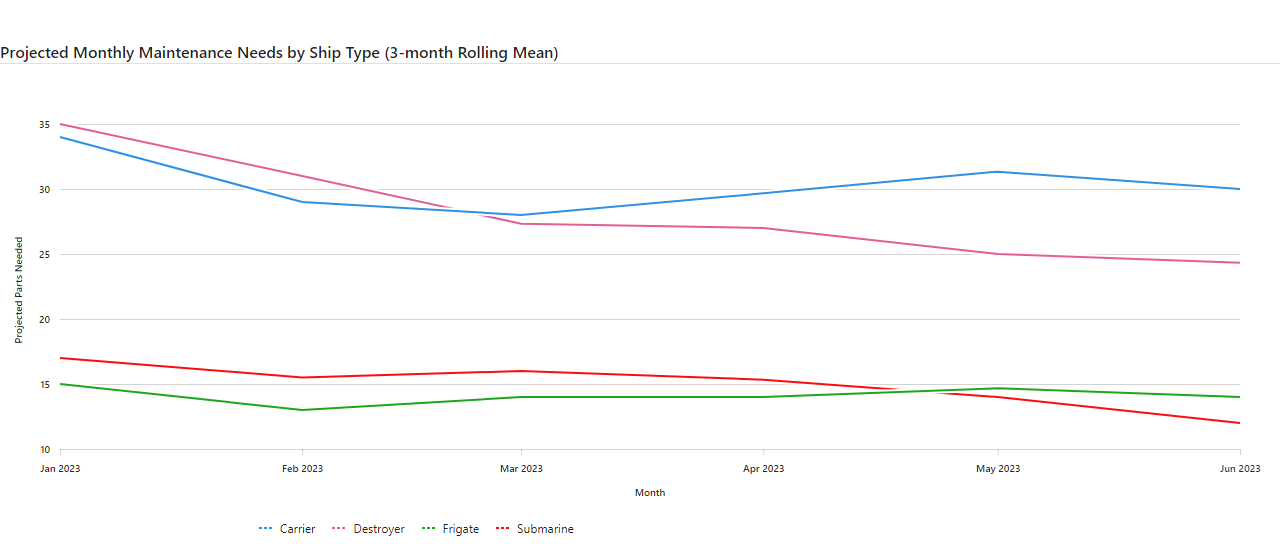 Projected Monthly Maintenance Needs by Ship Type (3-month Rolling Mean)
35
30
25
20
15
10
Projected Parts Needed
Jan 2023 Feb 2023 Mar 2023 Apr 2023 May 2023 Jun 2023
Month
Carrier Destroyer Frigate Submarine